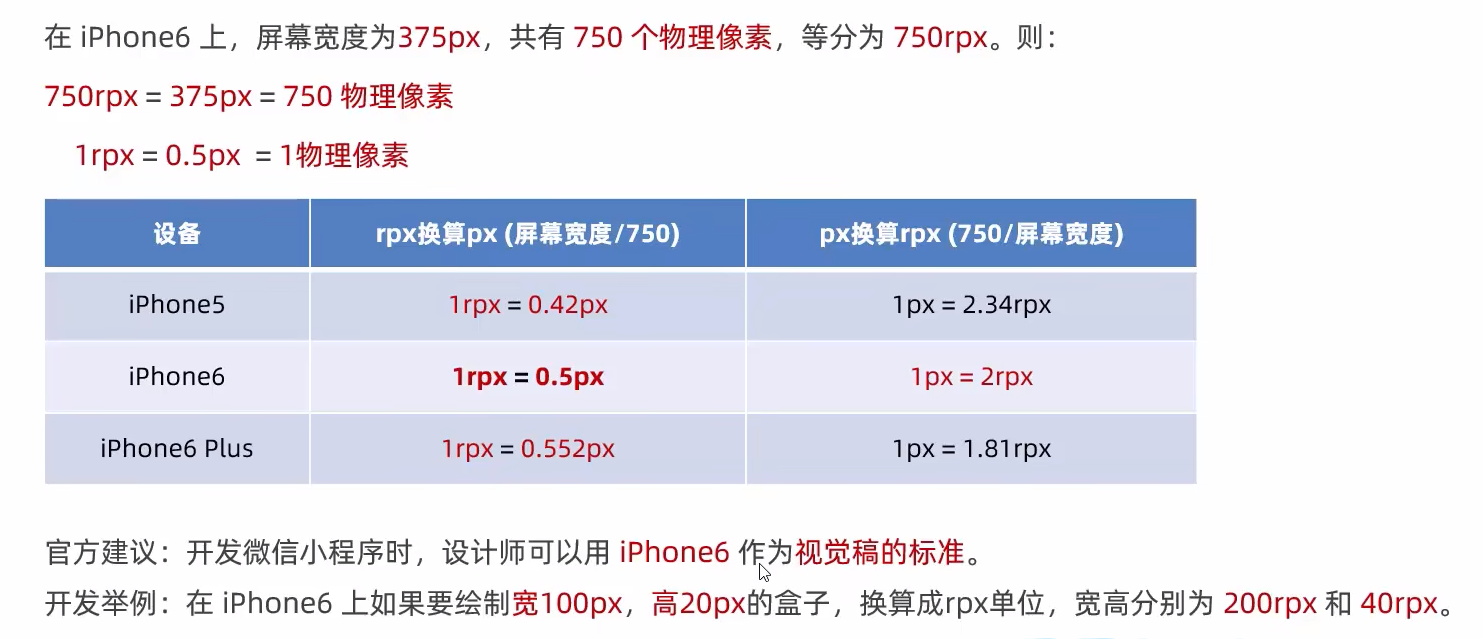 在 iPhone6 上，屏幕宽度为375px，共有 750 个物理像素，等分为 750rpx。则：
750rpx = 375px = 750 物理像素
1rpx = 0.5px = 1物理像素
设备 rpx换算px (屏幕宽度/750) px换算rpx (750/屏幕宽度)
iPhone5 1rpx = 0.42px 1px = 2.34rpx
iPhone6 1rpx = 0.5px 1px = 2rpx
iPhone6 Plus 1rpx = 0.552px 1px = 1.81rpx
官方建议：开发微信小程序时，设计师可以用 iPhone6 作为视觉稿的标准。
开发举例：在 iPhone6 上如果要绘制宽100px，高20px的盒子，换算成rpx单位，宽高分别为 200rpx 和 40rpx。